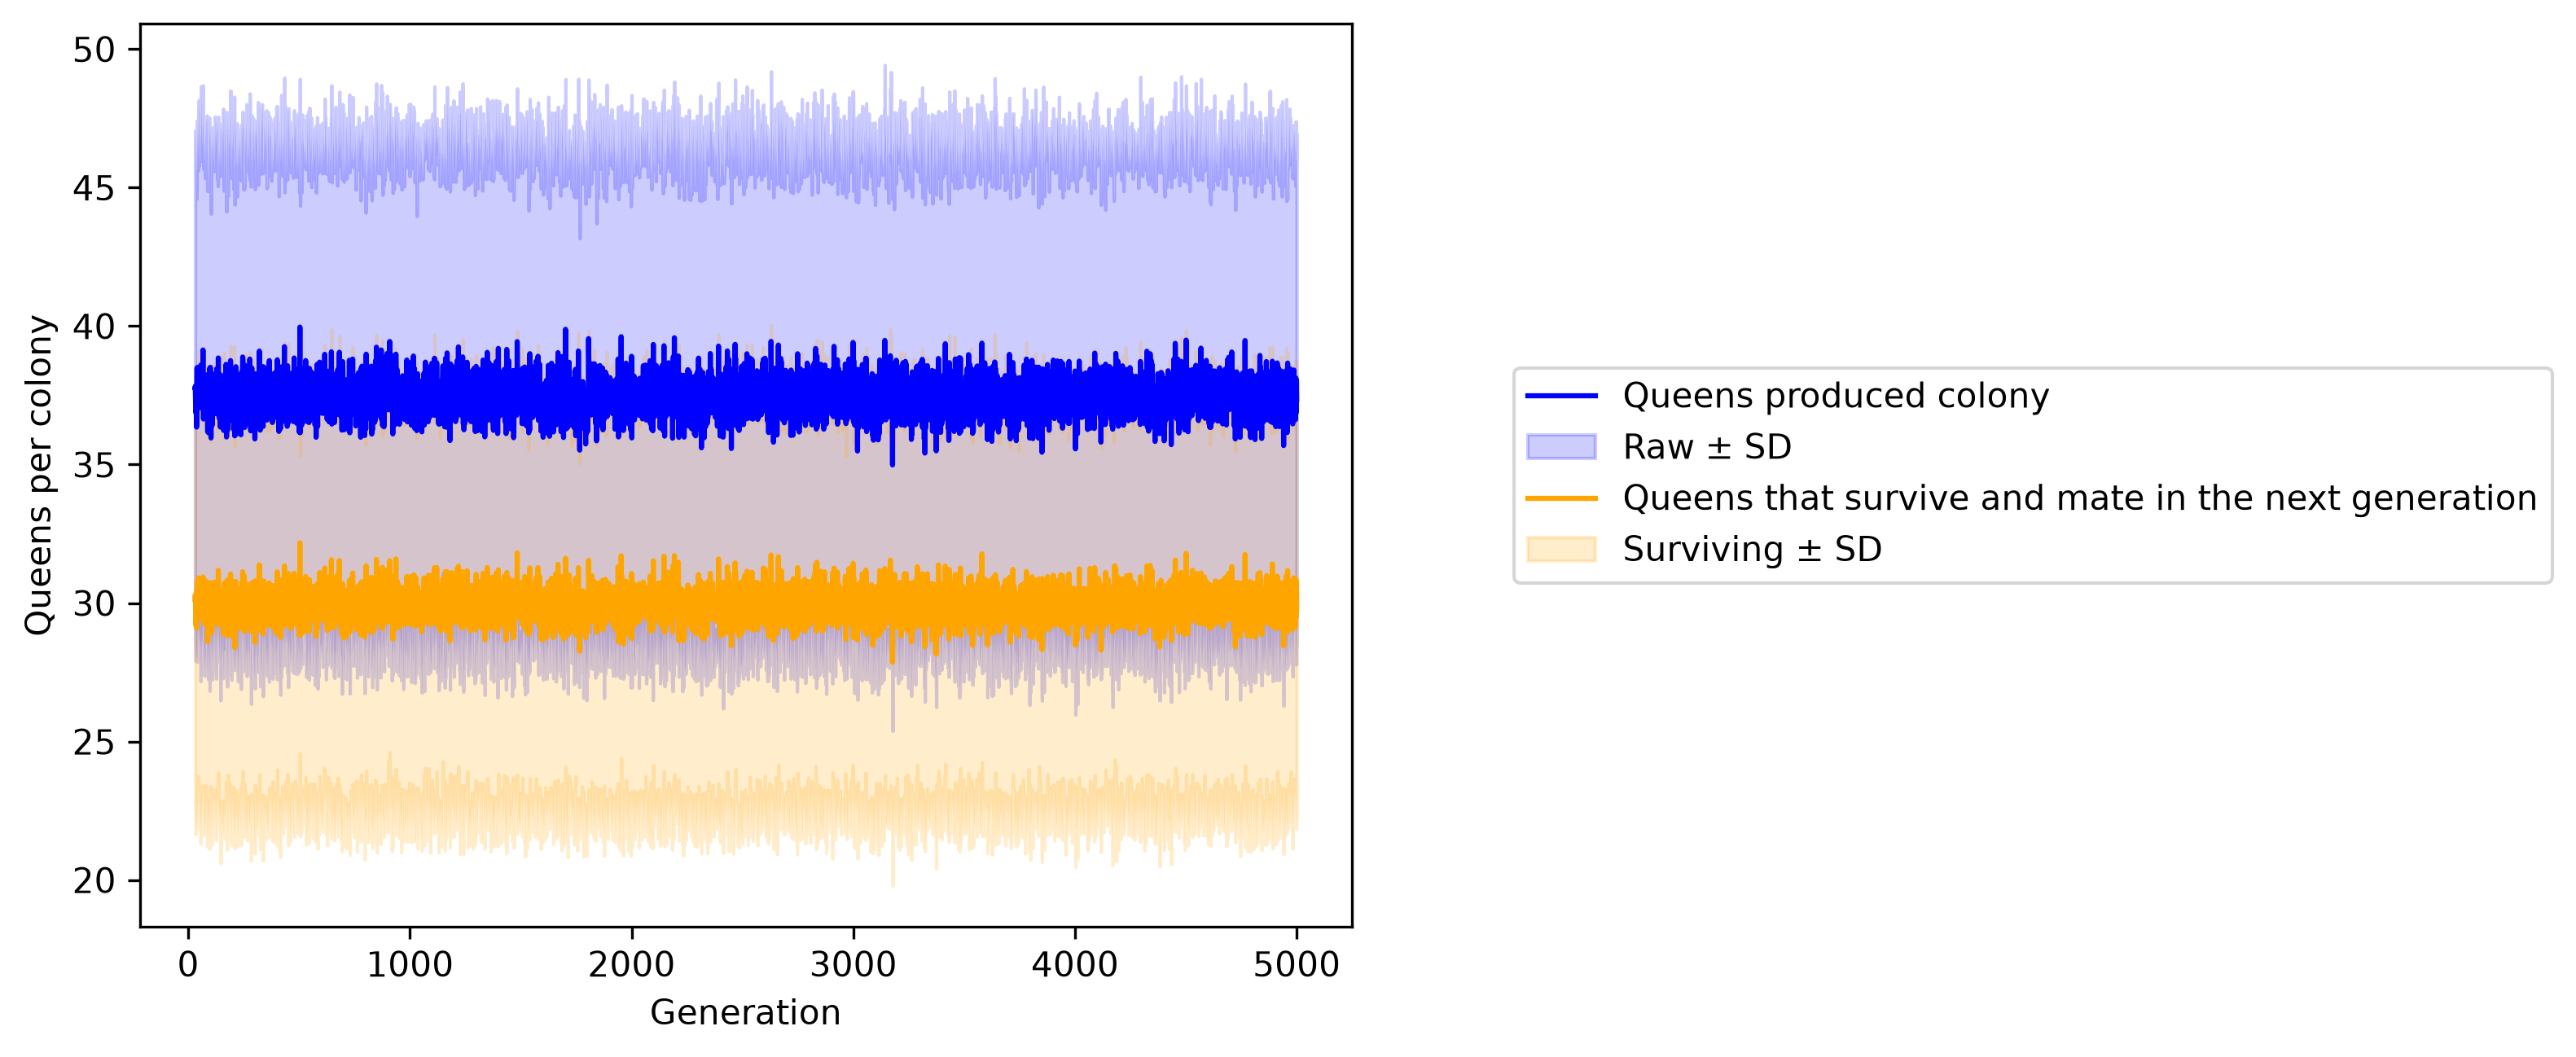 50
45
40
35
30
25
20
Queens per colony
0 1000 2000 3000 4000 5000
Generation
Queens produced colony
Raw ± SD
Queens that survive and mate in the next generation
Surviving ± SD